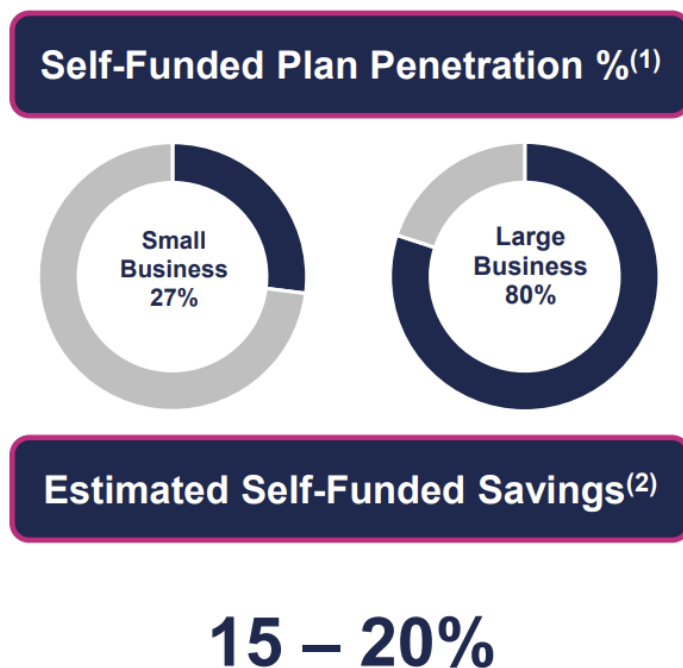 Self-Funded Plan Penetration %(1)
Small
Business
27%
Large
Business
80%
Estimated Self-Funded Savings(2)
15 – 20%